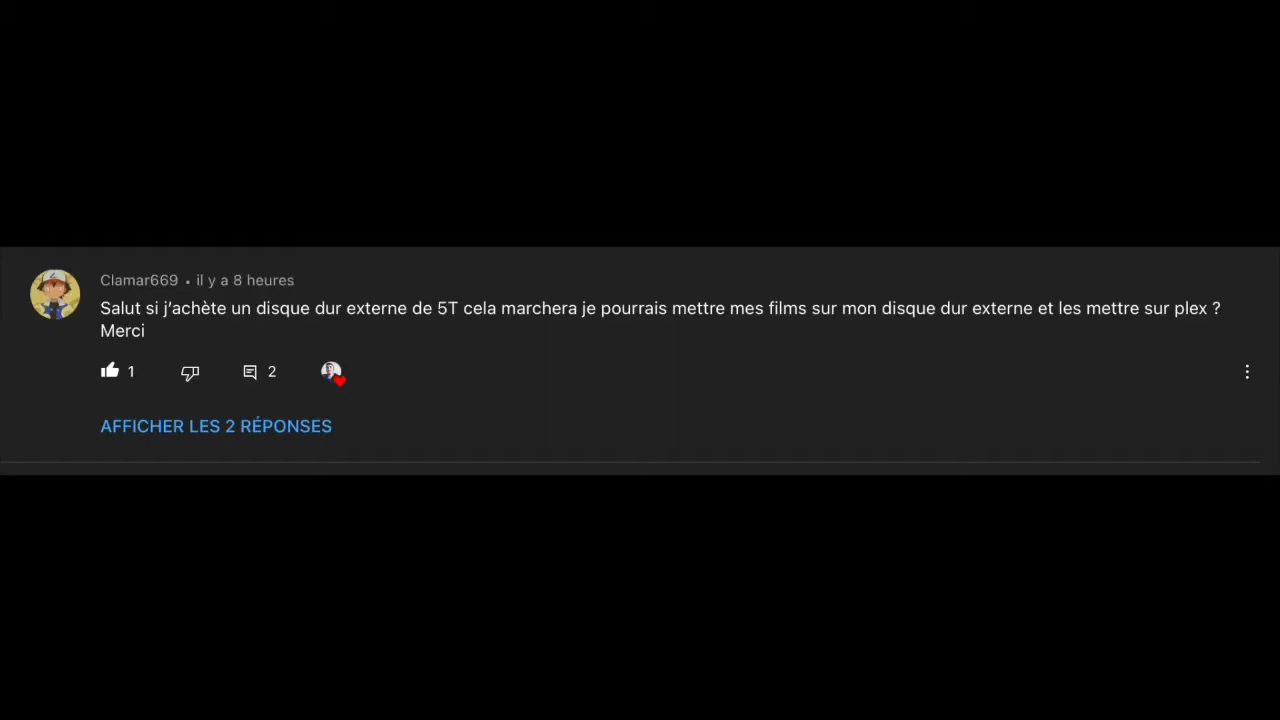 Clamar669 • il y a 8 heures
Salut si j'achète un disque dur externe de 5T cela marchera je pourrais mettre mes films sur mon disque dur externe et les mettre sur plex ?
Merci
1 2
AFFICHER LES 2 RÉPONSES